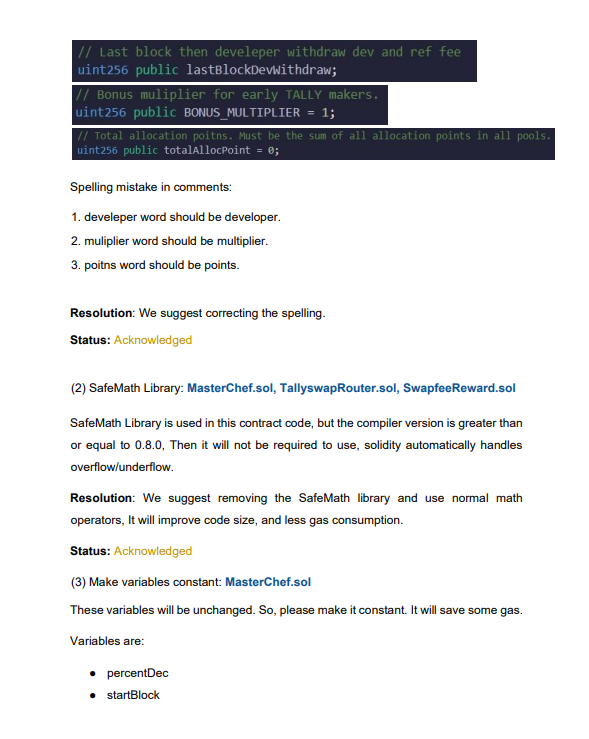 // Last block then develeper withdraw dev and ref fee
uint256 public lastBlockDevWithdraw;
// Bonus muliplier for early TALLY makers.
uint256 public BONUS_MULTIPLIER = 1;
// Total allocation poitns. Must be the sum of all allocation points in all pools.
uint256 public totalAllocPoint = 0;
Spelling mistake in comments:
1. develeper word should be developer.
2. muliplier word should be multiplier.
3. poitns word should be points.
Resolution: We suggest correcting the spelling.
Status: Acknowledged
(2) SafeMath Library: MasterChef.sol, TallyswapRouter.sol, SwapfeeReward.sol
SafeMath Library is used in this contract code, but the compiler version is greater than
or equal to 0.8.0, Then it will not be required to use, solidity automatically handles
overflow/underflow.
Resolution: We suggest removing the SafeMath library and use normal math
operators, It will improve code size, and less gas consumption.
Status: Acknowledged
(3) Make variables constant: MasterChef.sol
These variables will be unchanged. So, please make it constant. It will save some gas.
Variables are:
● percentDec
● startBlock